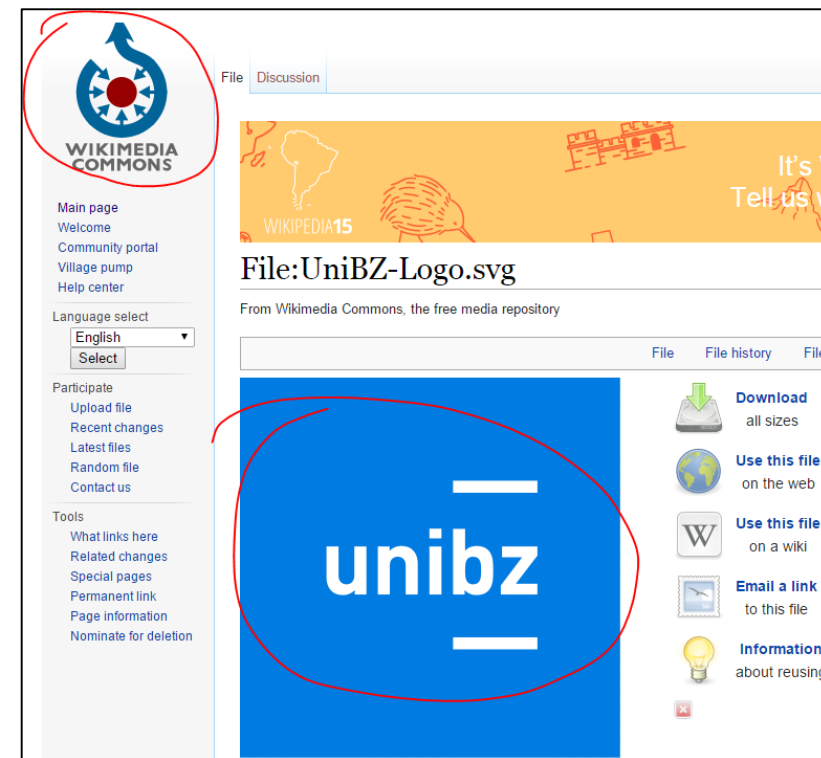 WIKIMEDIA
COMMONS
File Discussion
It's
Tell us
WIKIPEDIA15
Main page
Welcome
Community portal
Village pump
Help center
Language select
English
Select
Participate
Upload file
Recent changes
Latest files
Random file
Contact us
Tools
What links here
Related changes
Special pages
Permanent link
Page information
Nominate for deletion
File:UniBZ-Logo.svg
From Wikimedia Commons, the free media repository
File File history
unibz
Download
all sizes
Use this file
on the web
W
Use this file
on a wiki
Email a link
to this file
Information
about reusing